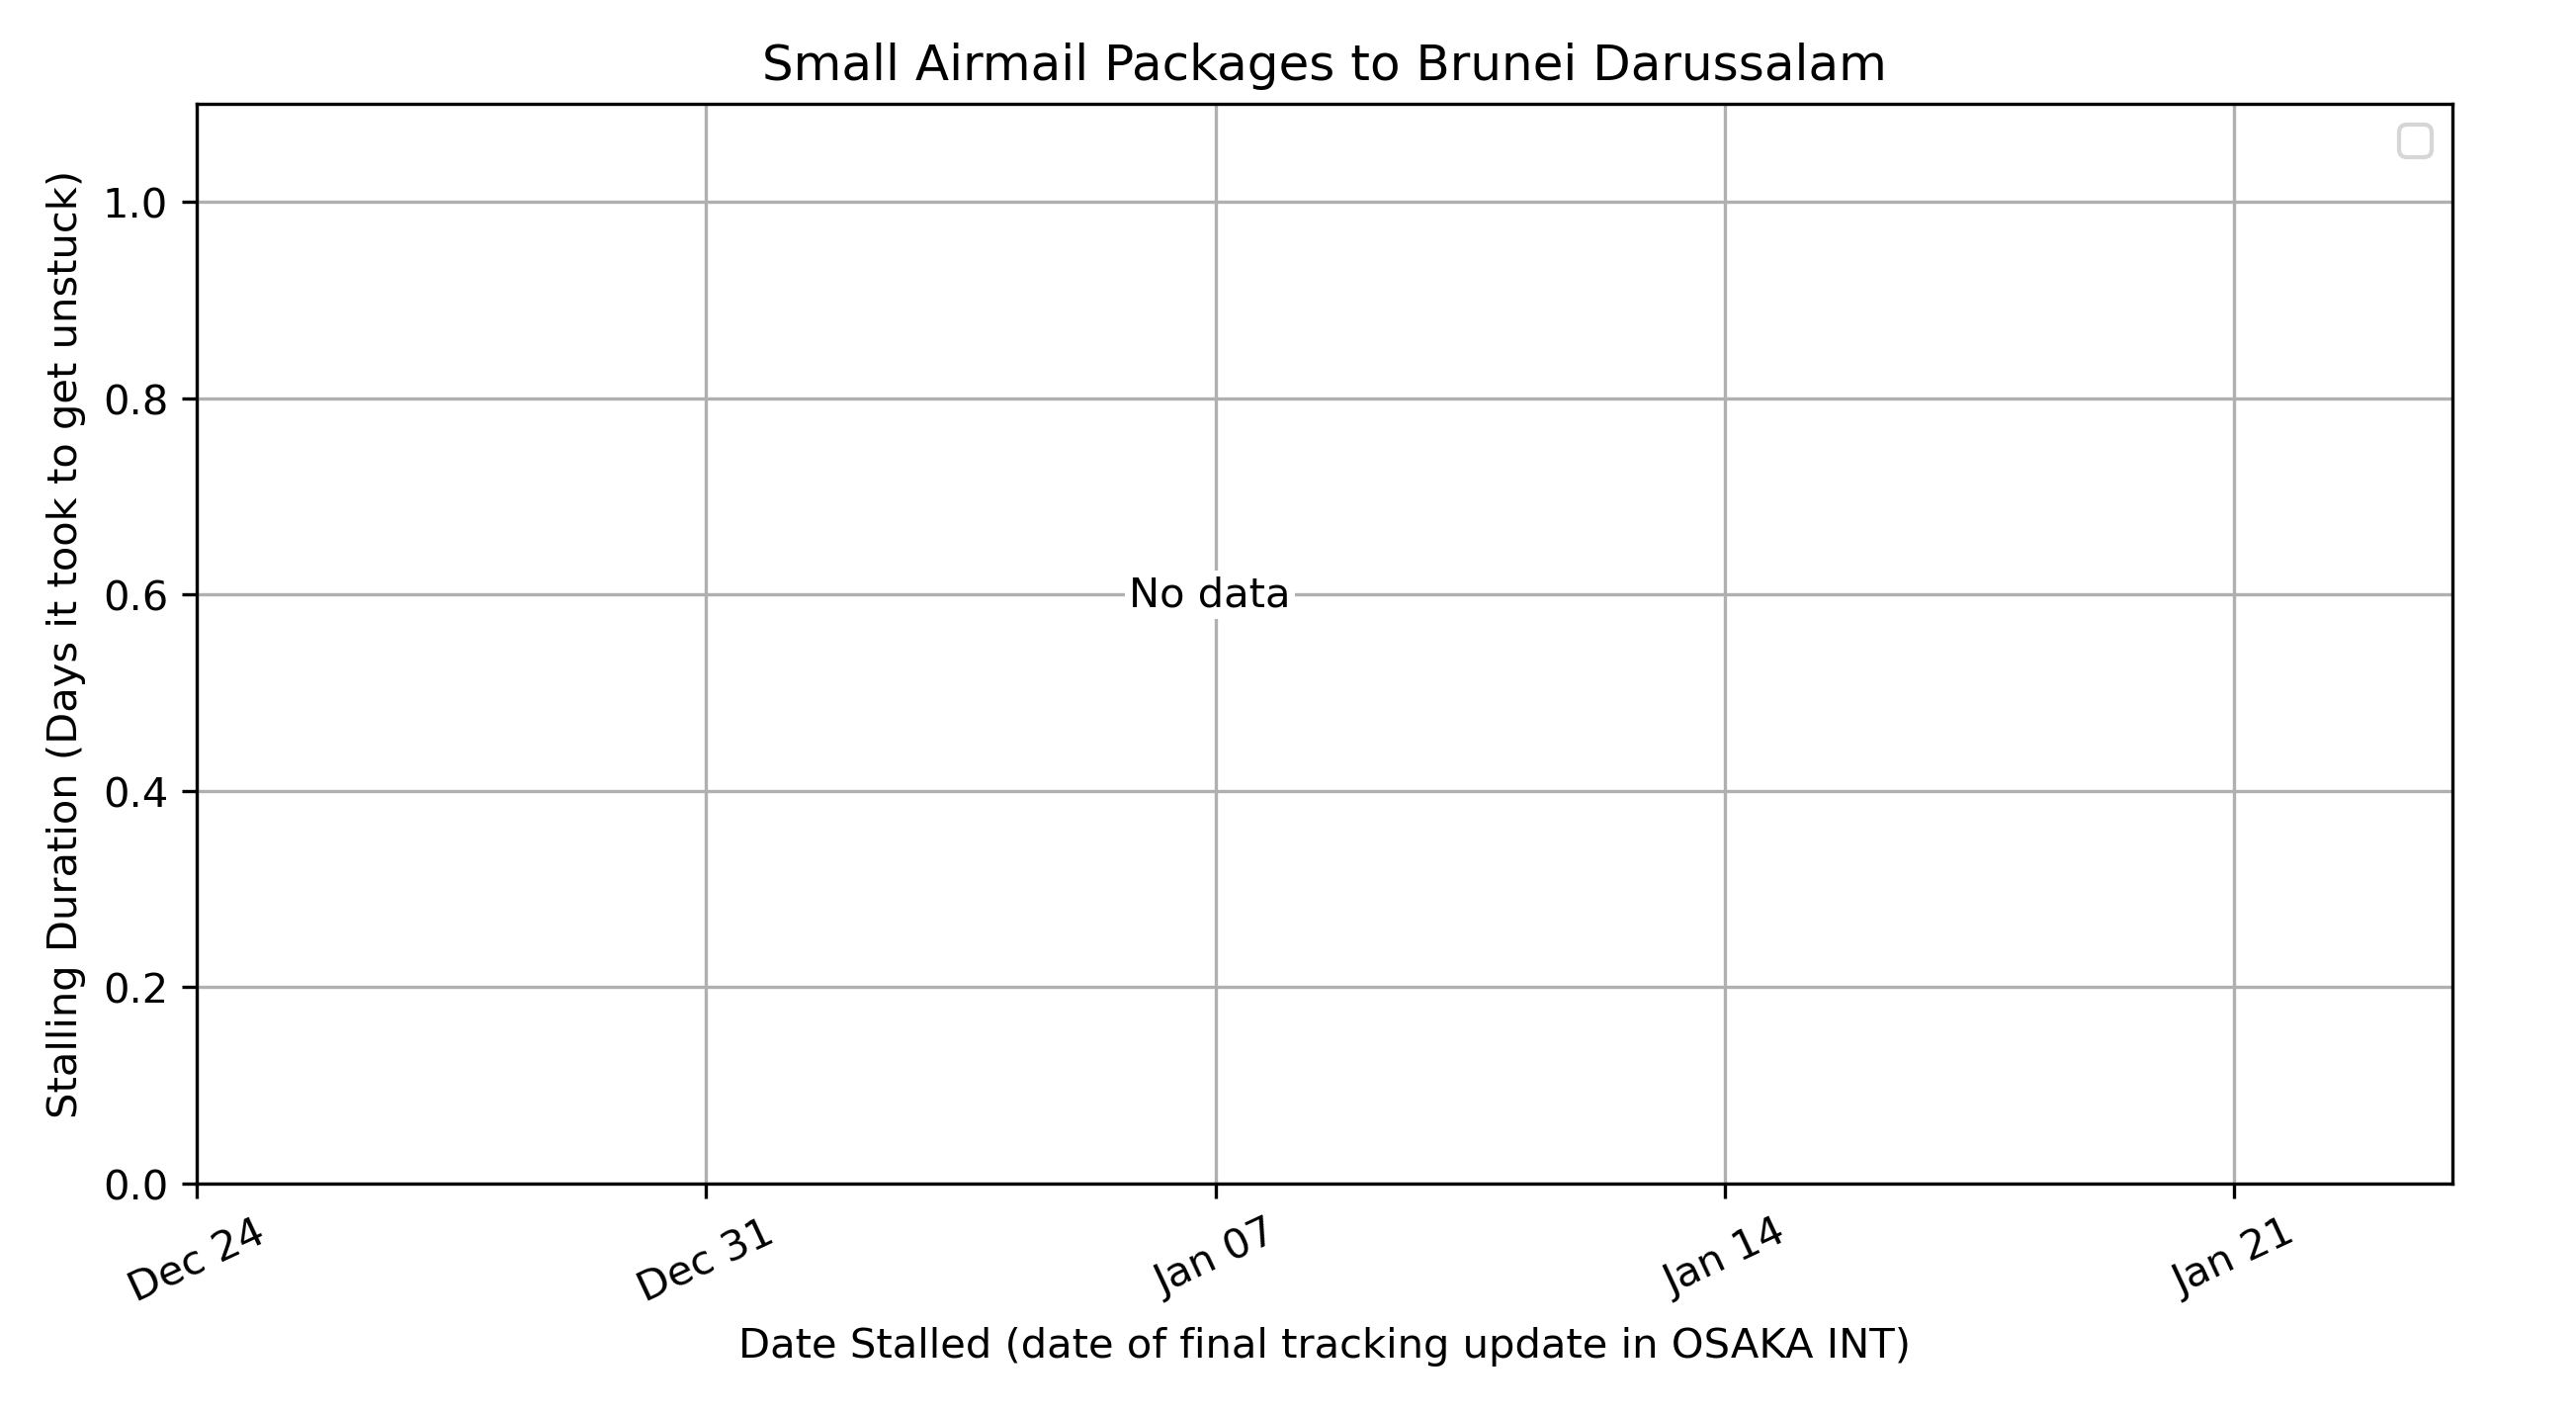 Small Airmail Packages to Brunei Darussalam
Stalling Duration (Days it took to get unstuck)
1.0
0.8
0.6
0.4
0.2
0.0
No data
Dec 24
Dec 31
Jan 07
Jan 14
Jan 21
Date Stalled (date of final tracking update in OSAKA INT)